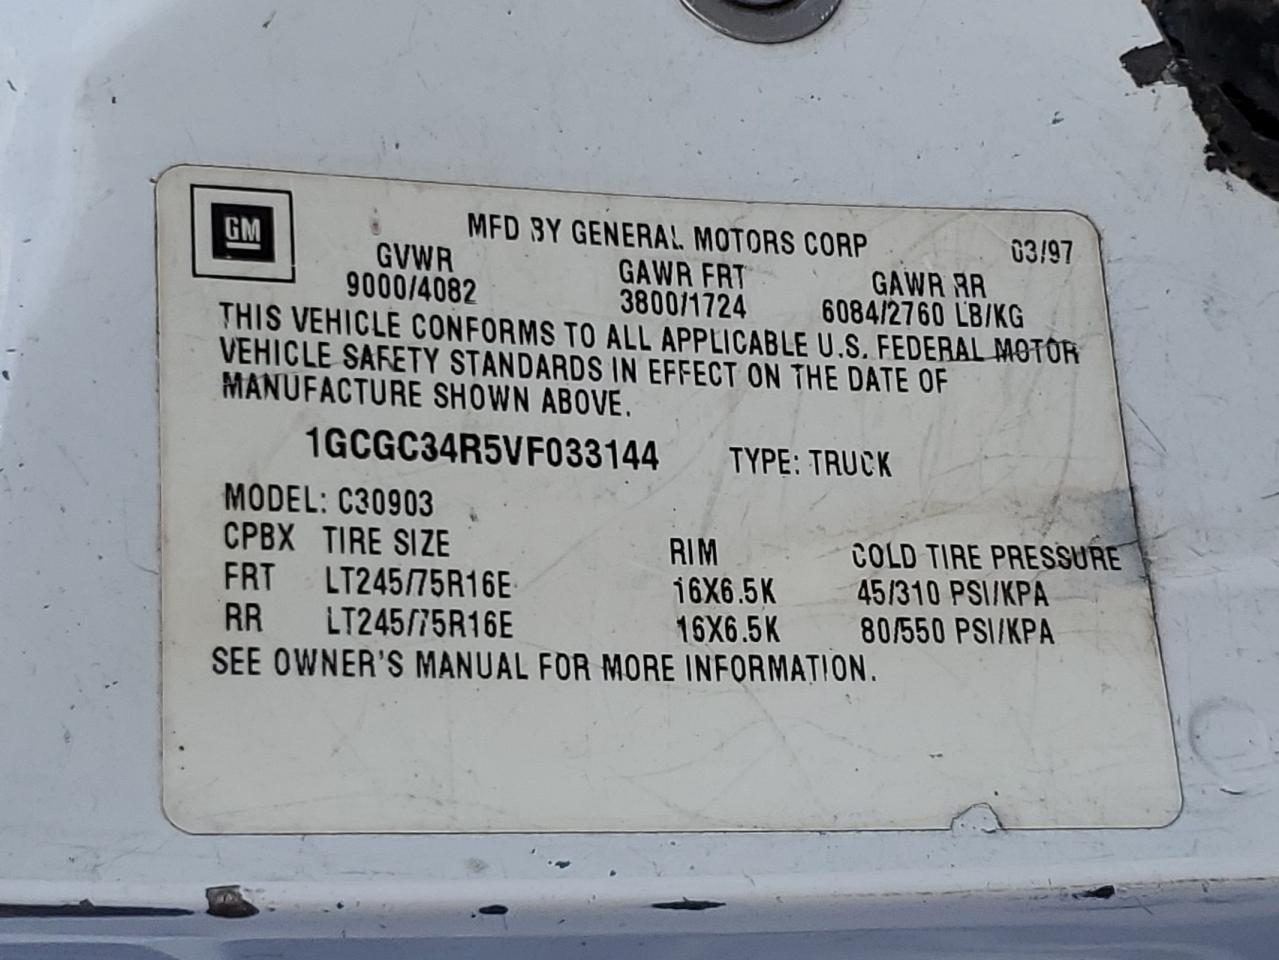 GM
MFD BY GENERAL MOTORS CORP 03/97
GVWR GAWR FRT GAWR RR
9000/4082 3800/1724 6084/2760 LB/KG
THIS VEHICLE CONFORMS TO ALL APPLICABLE U.S. FEDERAL MOTOR
VEHICLE SAFETY STANDARDS IN EFFECT ON THE DATE OF
MANUFACTURE SHOWN ABOVE.
1GCGC34R5VF033144 TYPE: TRUCK
MODEL: C30903
CPBX TIRE SIZE RIM COLD TIRE PRESSURE
FRT LT245/75R16E 16X6.5K 45/310 PSI/KPA
RR LT245/75R16E 16X6.5K 80/550 PSI/KPA
SEE OWNER'S MANUAL FOR MORE INFORMATION.